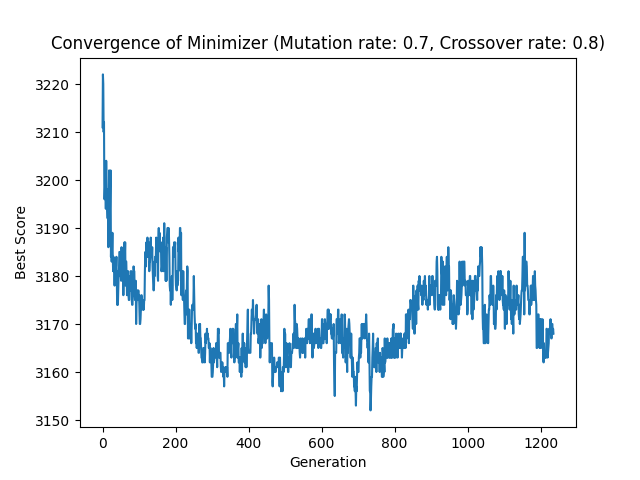 Convergence of Minimizer (Mutation rate: 0.7, Crossover rate: 0.8)
3220
3210
3200
3190
3180
3170
3160
3150
Best Score
0 200 400 600 800 1000 1200
Generation